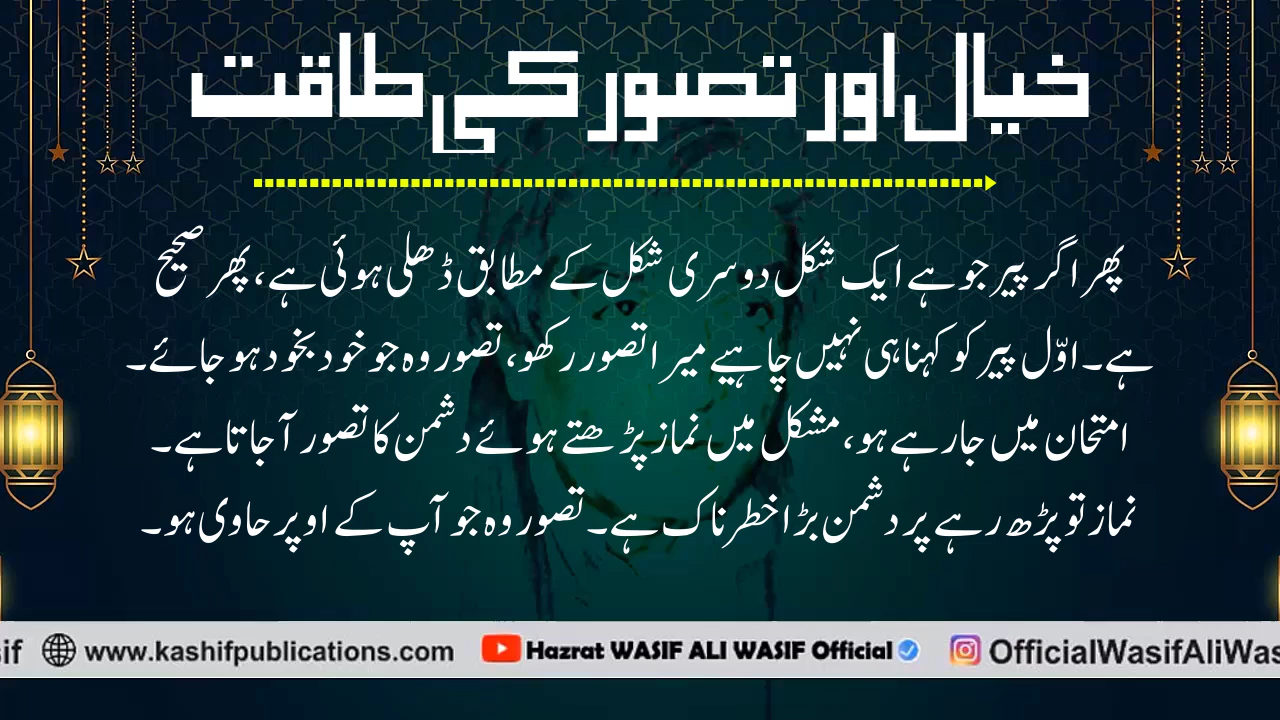 خیال اور تصور کی طاقت
پھر اگر پیر جو ہے ایک شکل دوسری شکل کے مطابق ڈھلی ہوئی ہے، پھر صحیح
ہے۔ اوّل پیر کو کہنا ہی نہیں چاہیے میرا تصور رکھو، تصور وہ جو خود بخود ہو جائے۔
امتحان میں جا رہے ہو، مشکل میں نماز پڑھتے ہوئے دشمن کا تصور آ جاتا ہے۔
نماز تو پڑھ رہے پر دشمن بڑا خطرناک ہے۔ تصور وہ جو آپ کے اوپر حاوی ہو۔
sif www.kashifpublications.com Hazrat WASIF ALI WASIF Official OfficialWasifAliWas